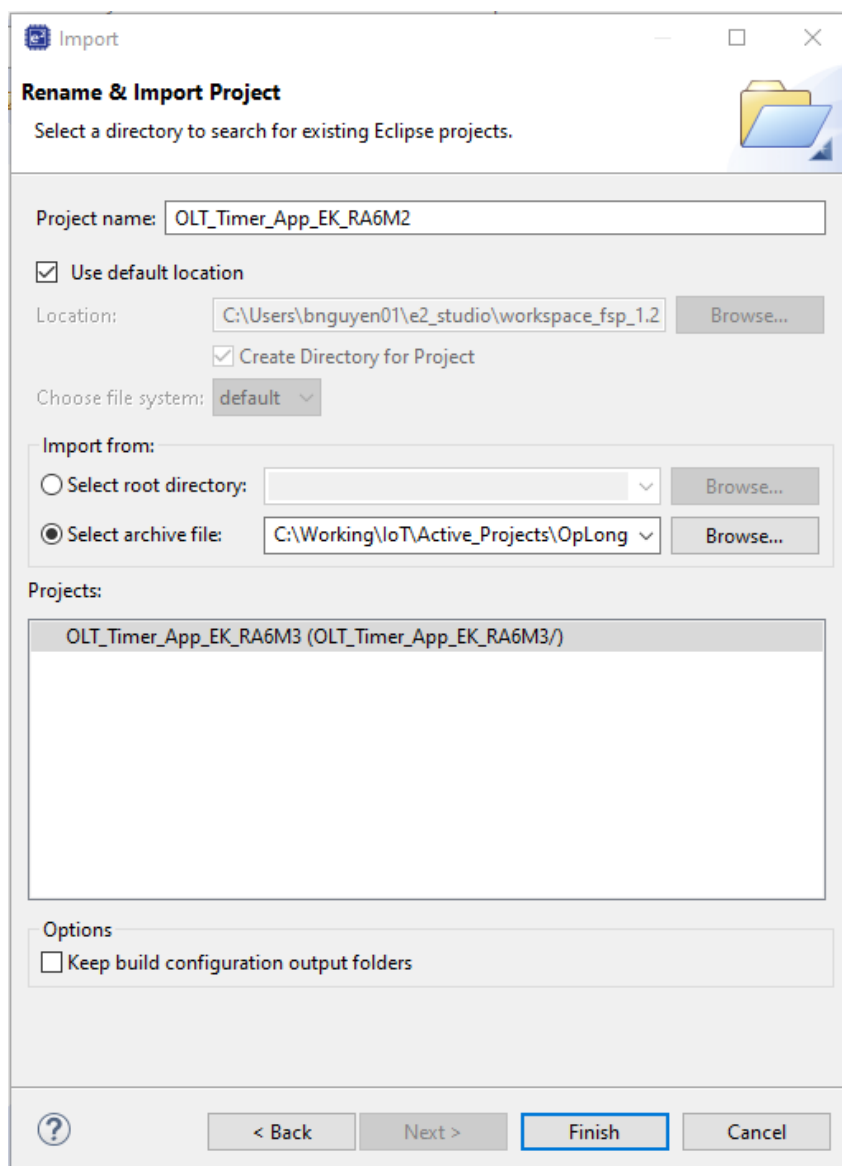 Import
Rename & Import Project
Select a directory to search for existing Eclipse projects.
Project name: OLT_Timer_App_EK_RA6M2
Use default location
Location: C:\Users\bnguyen01\e2_studio\workspace_fsp_1.2 Browse...
Create Directory for Project
Choose file system: default
Import from:
Select root directory: Browse...
Select archive file: C:\Working\IoT\Active_Projects\OpLong Browse...
Projects:
OLT_Timer_App_EK_RA6M3 (OLT_Timer_App_EK_RA6M3/)
Options
Keep build configuration output folders
? < Back Next > Finish Cancel